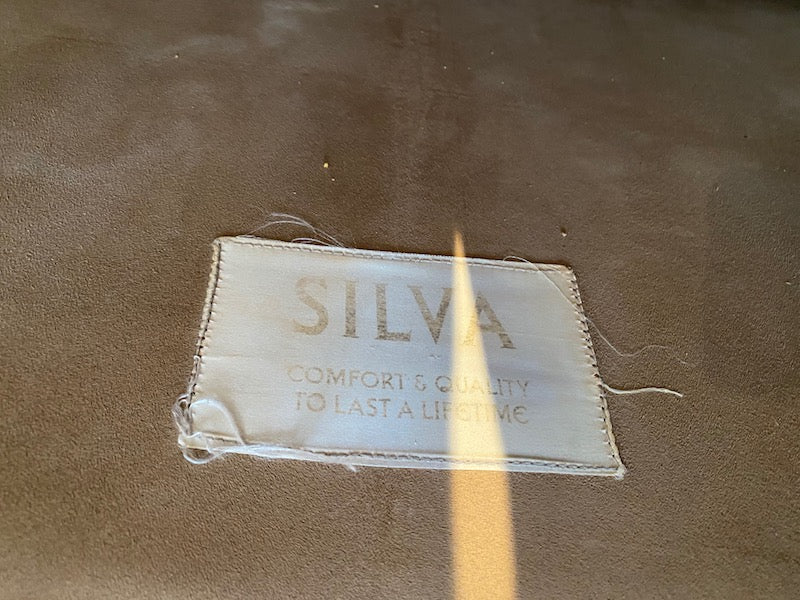 SILVA
COMFORT & QUALITY
TO LAST A LIFETIME